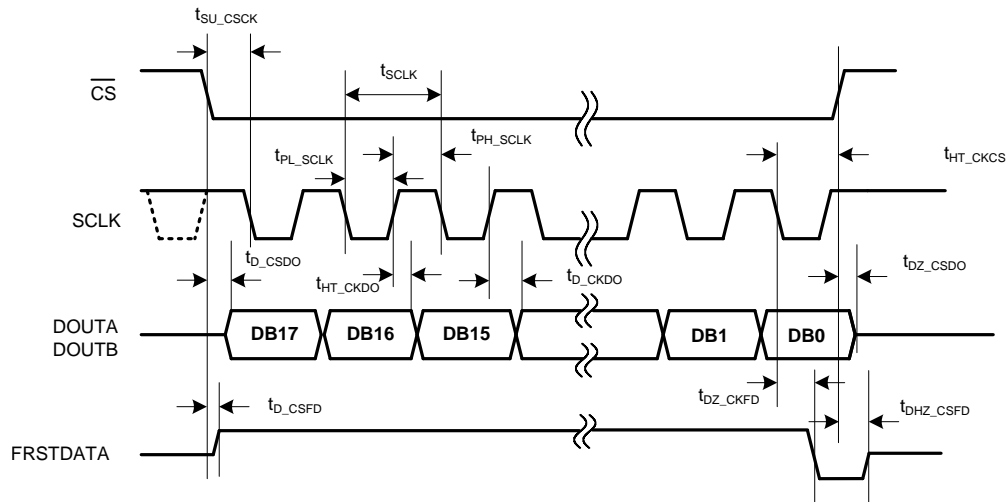 tSU_CSCK
tSCLK
CS
tPH_SCLK
tPL_SCLK
tHT_CKCS
SCLK
tD_CSDO
tHT_CKDO
tD_CKDO
tDZ_CSDO
DOUTA
DOUTB
DB17 DB16 DB15 DB1 DB0
tD_CSFD
tDZ_CKFD
tDHZ_CSFD
FRSTDATA